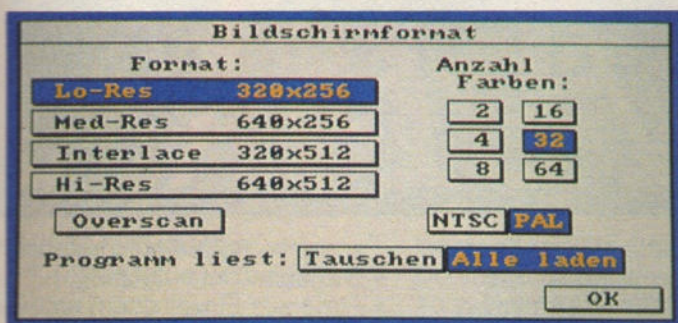 Bildschirmformat
Format:
Anzahl
Farben:
Lo-Res 320x256
Med-Res 640x256
Interlace 320x512
Hi-Res 640x512
2 16
4 32
8 64
Overscan
NTSC PAL
Programm liest: Tauschen Alle laden
OK